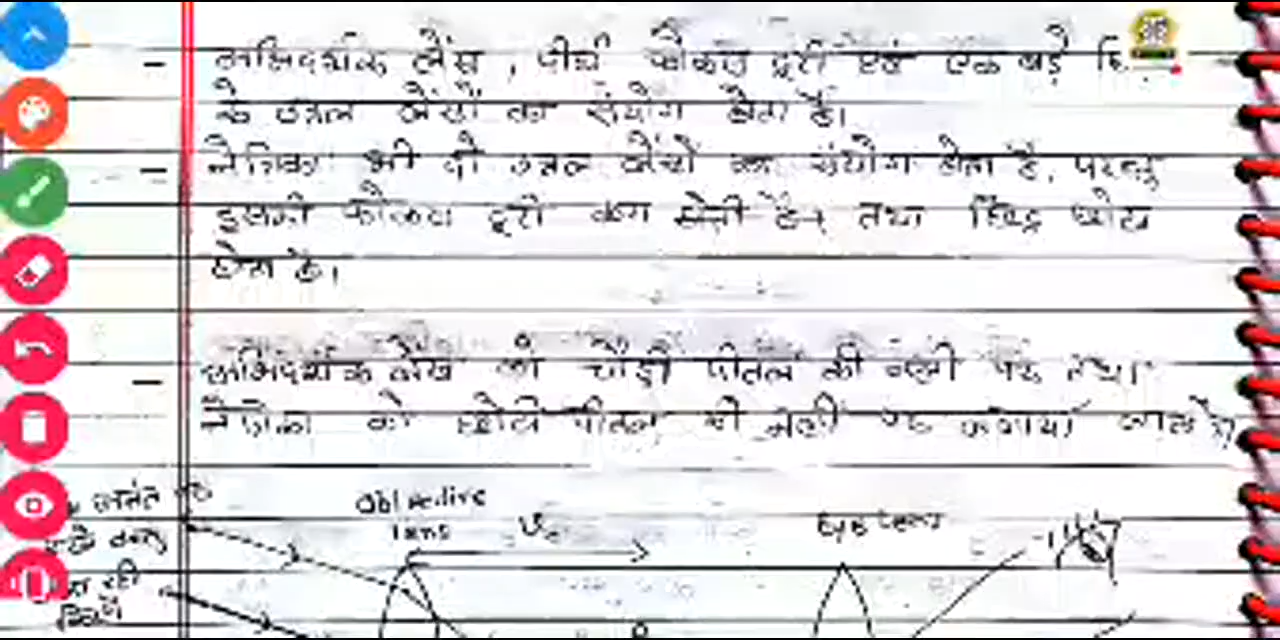 - अभिदृश्यक लेंस, दीर्घ फोकस दूरी एवं एक बड़े
के उत्तल लेंसों का संयोग होता है।
- नेत्रिका भी दो उत्तल लेंसों का संयोग होता है, परन्तु
इसकी फोकस दूरी कम होती है तथा छिद्र छोटा
होता है।
- अभिदृश्यक लेंस को चौड़ी पीतल की नली पर तथा
नेत्रिका को छोटी पीतल की नली पर लगाया जाता है।
अनंत
Objective
lens
Eye Lens